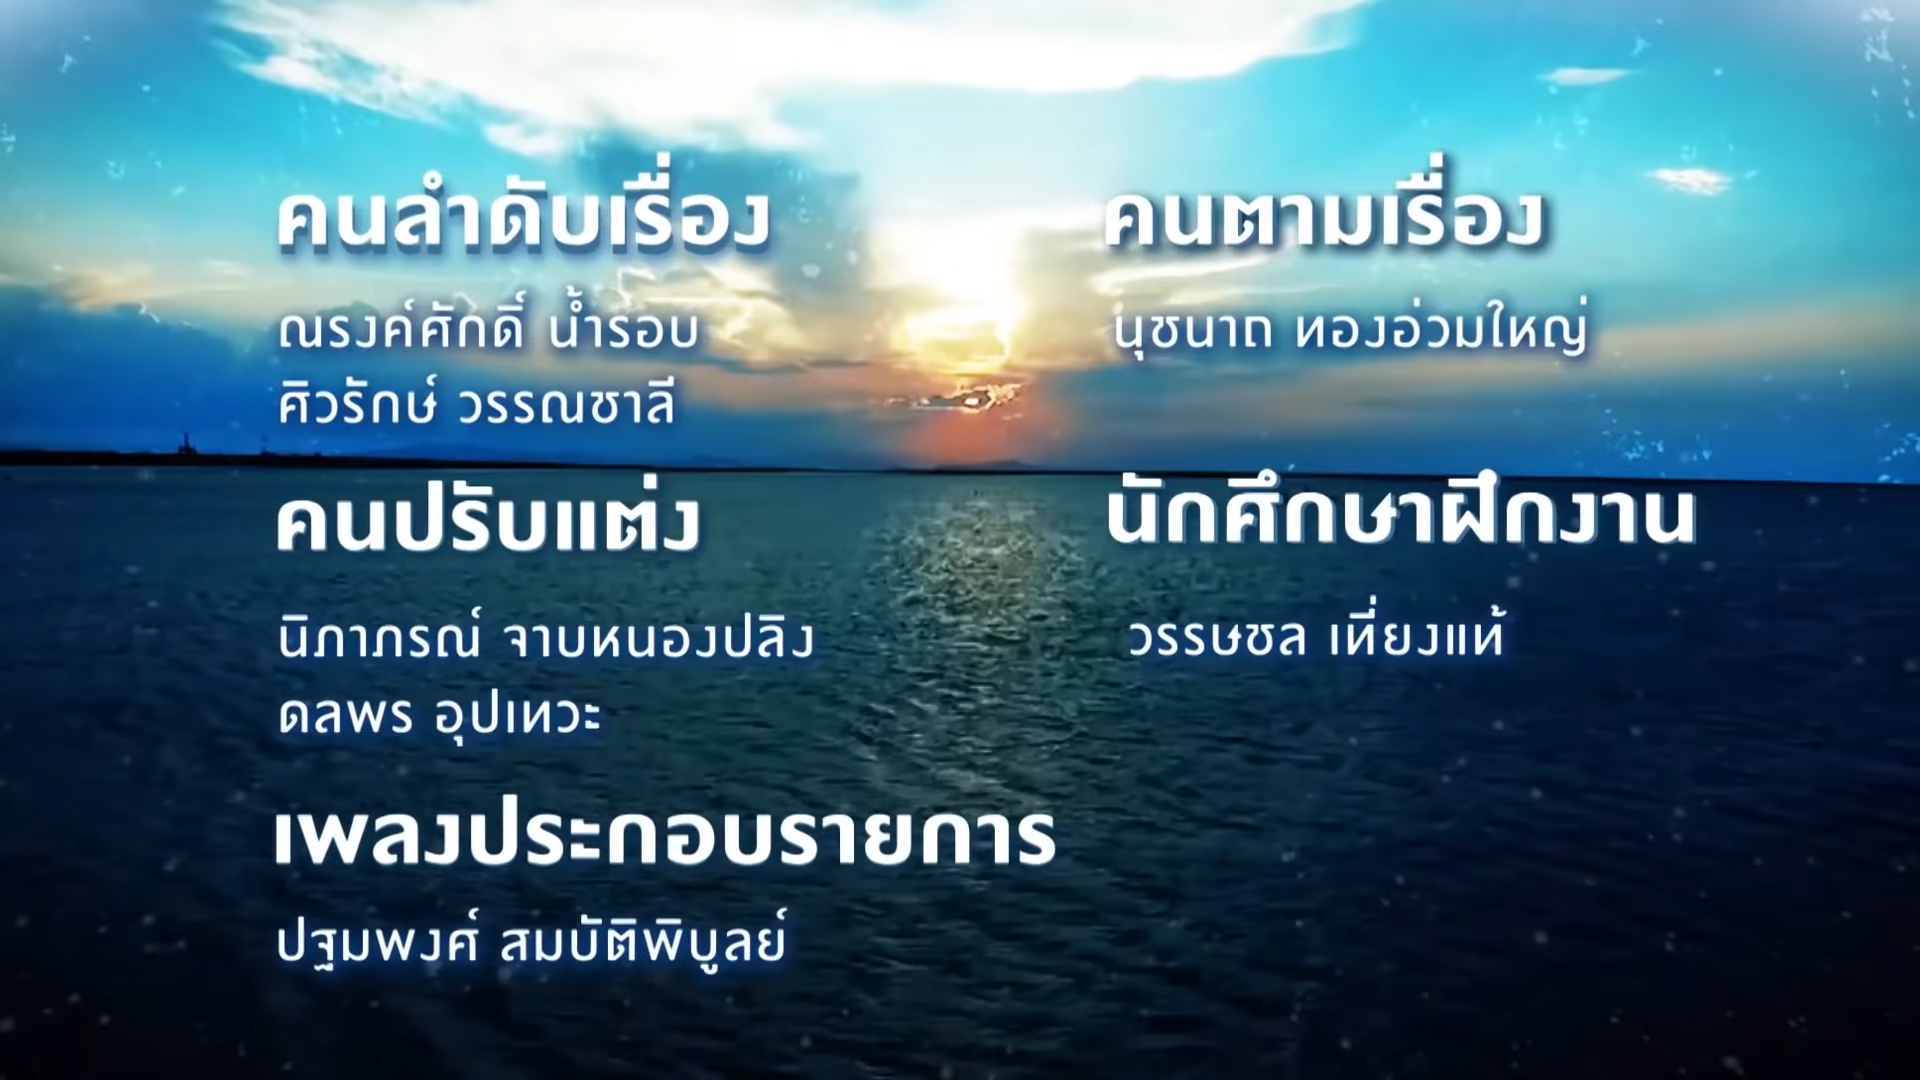 คนลำดับเรื่อง
ณรงค์ศักดิ์ น้ำรอบ
ศิวรักษ์ วรรณชาลี
คนตามเรื่อง
นุชนาถ ทองอ่วมใหญ่
คนปรับแต่ง
นิภาภรณ์ จาบหนองปลิง
ดลพร อุปเทวะ
นักศึกษาฝึกงาน
วรรษชล เที่ยงแท้
เพลงประกอบรายการ
ปฐมพงศ์ สมบัติพิบูลย์